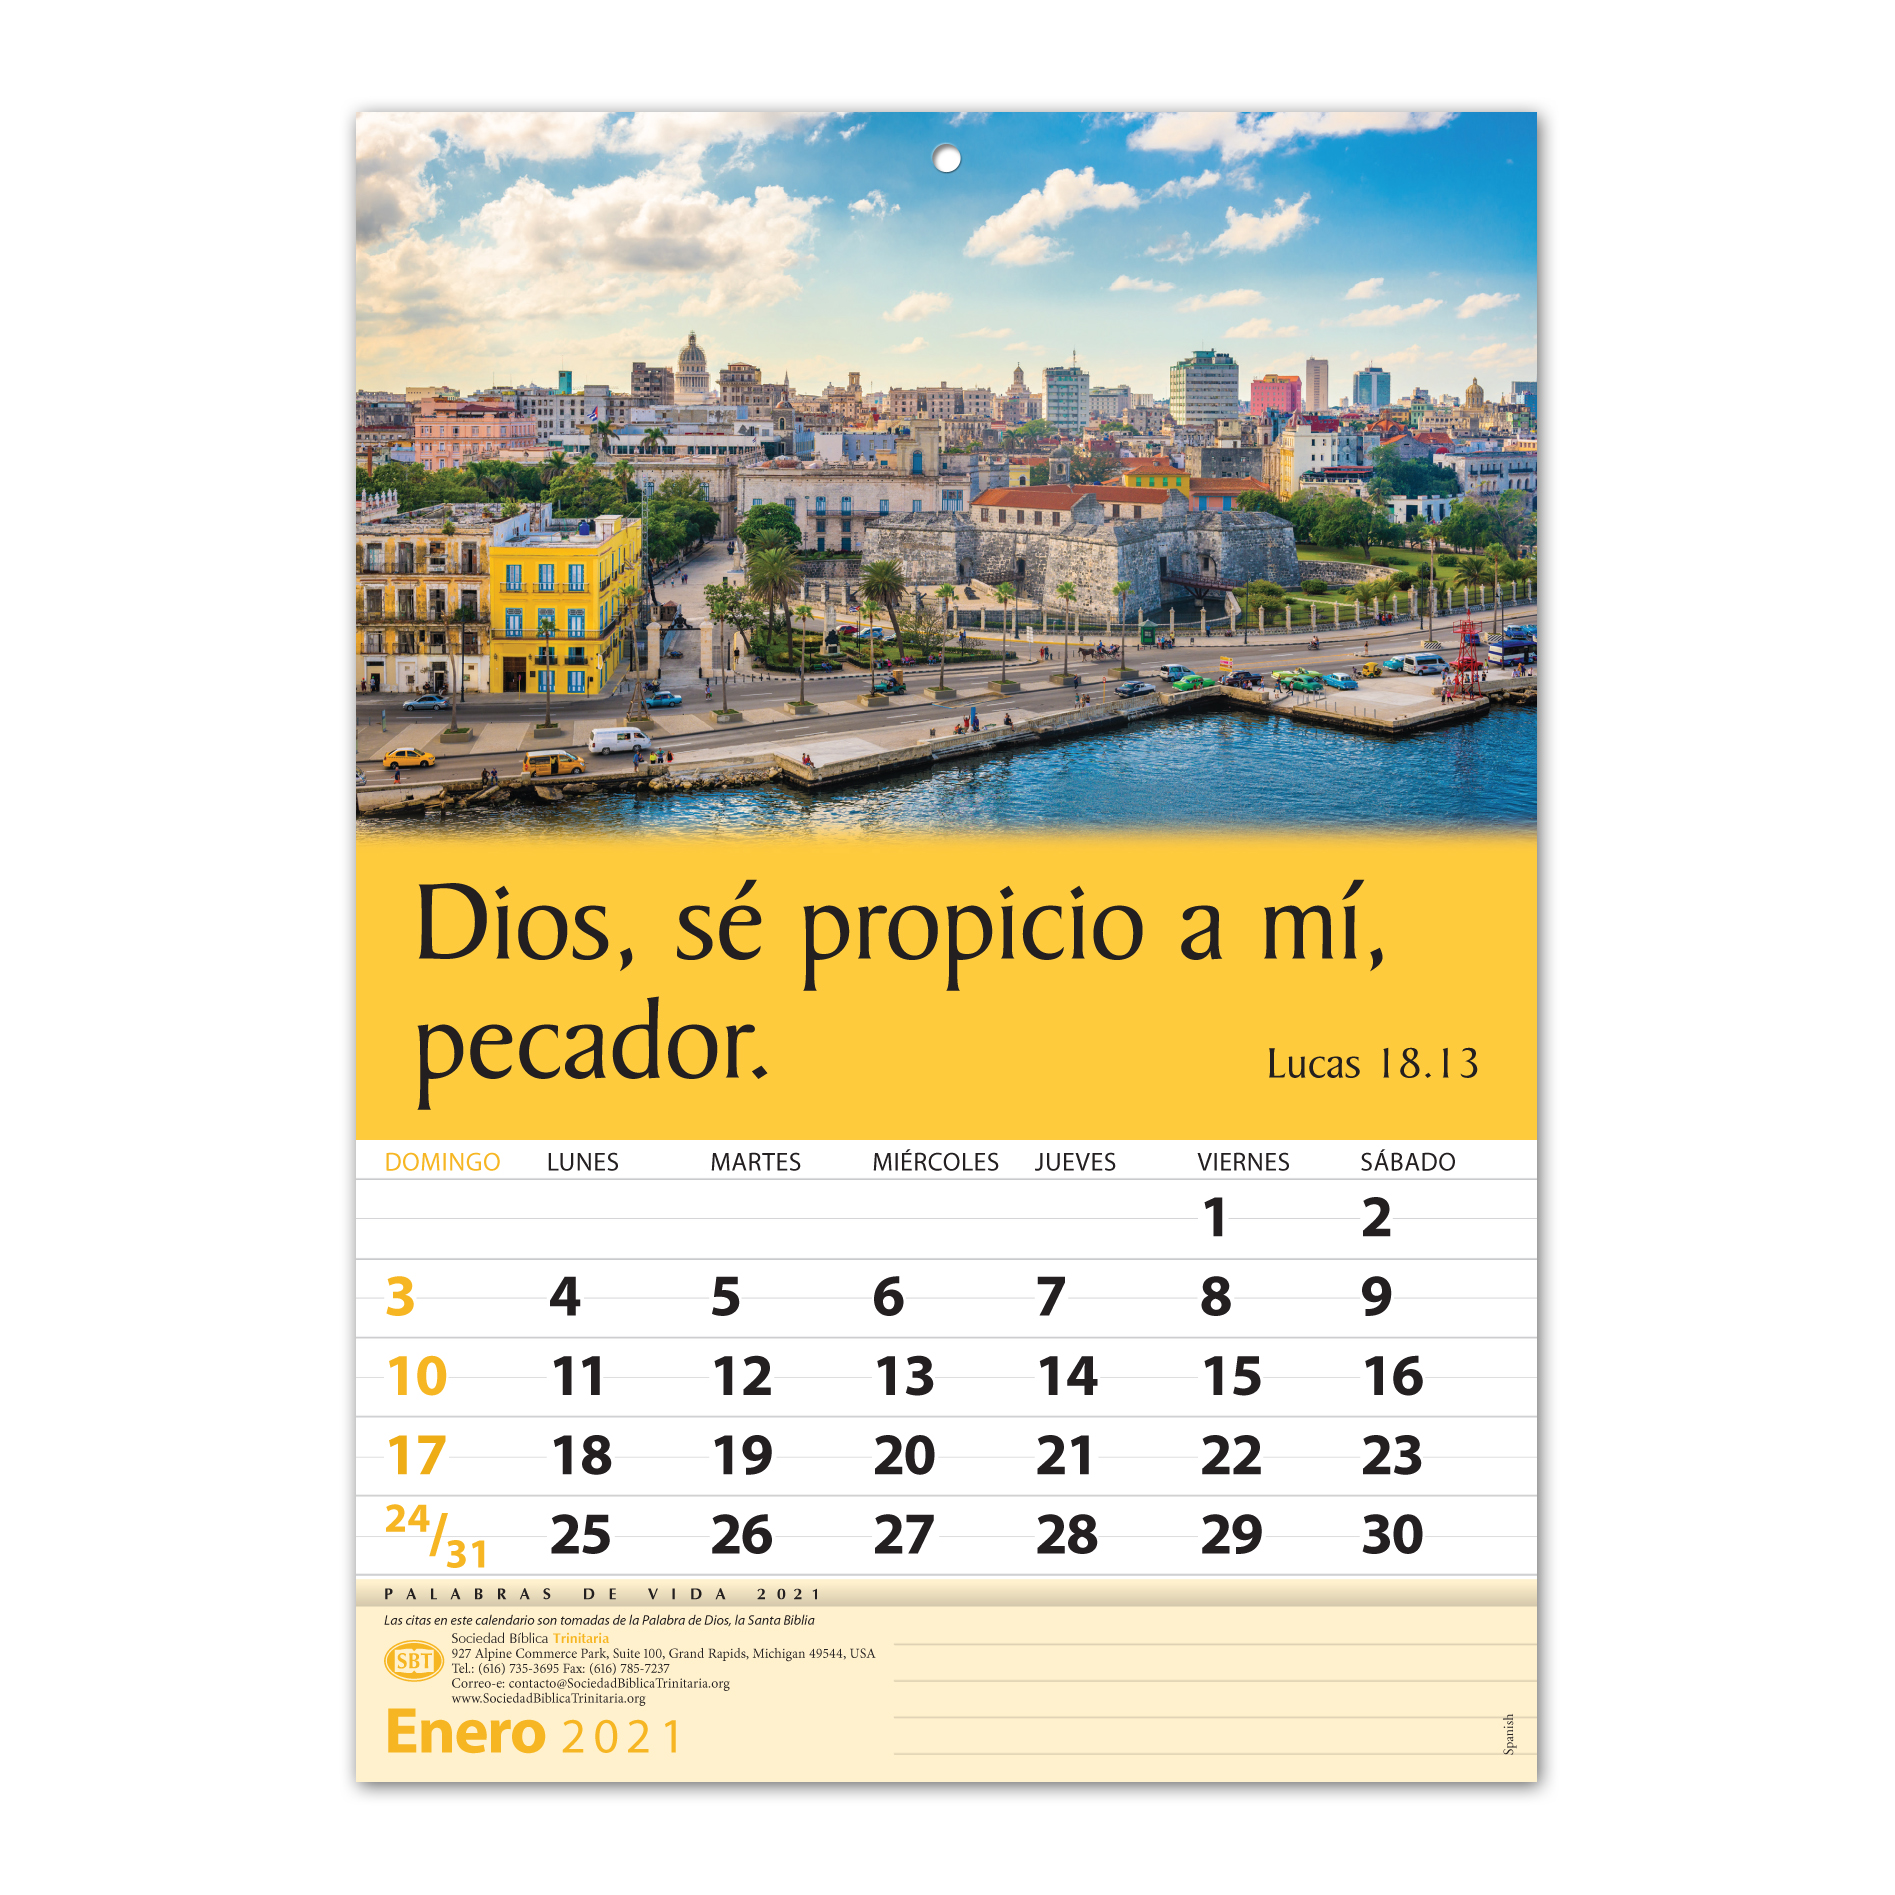 Dios, sé propicio a mí,
pecador.
Lucas 18.13
DOMINGO LUNES MARTES MIÉRCOLES JUEVES VIERNES SÁBADO
1 2
3 4 5 6 7 8 9
10 11 12 13 14 15 16
17 18 19 20 21 22 23
24/31 25 26 27 28 29 30
PALABRAS DE VIDA 2021
Las citas en este calendario son tomadas de la Palabra de Dios, la Santa Biblia
SBT
Sociedad Bíblica Trinitaria
927 Alpine Commerce Park, Suite 100, Grand Rapids, Michigan 49544, USA
Tel.: (616) 735-3695 Fax: (616) 785-7237
Correo-e: contacto@SociedadBiblicaTrinitaria.org
www.SociedadBiblicaTrinitaria.org
Enero 2021
Spanish